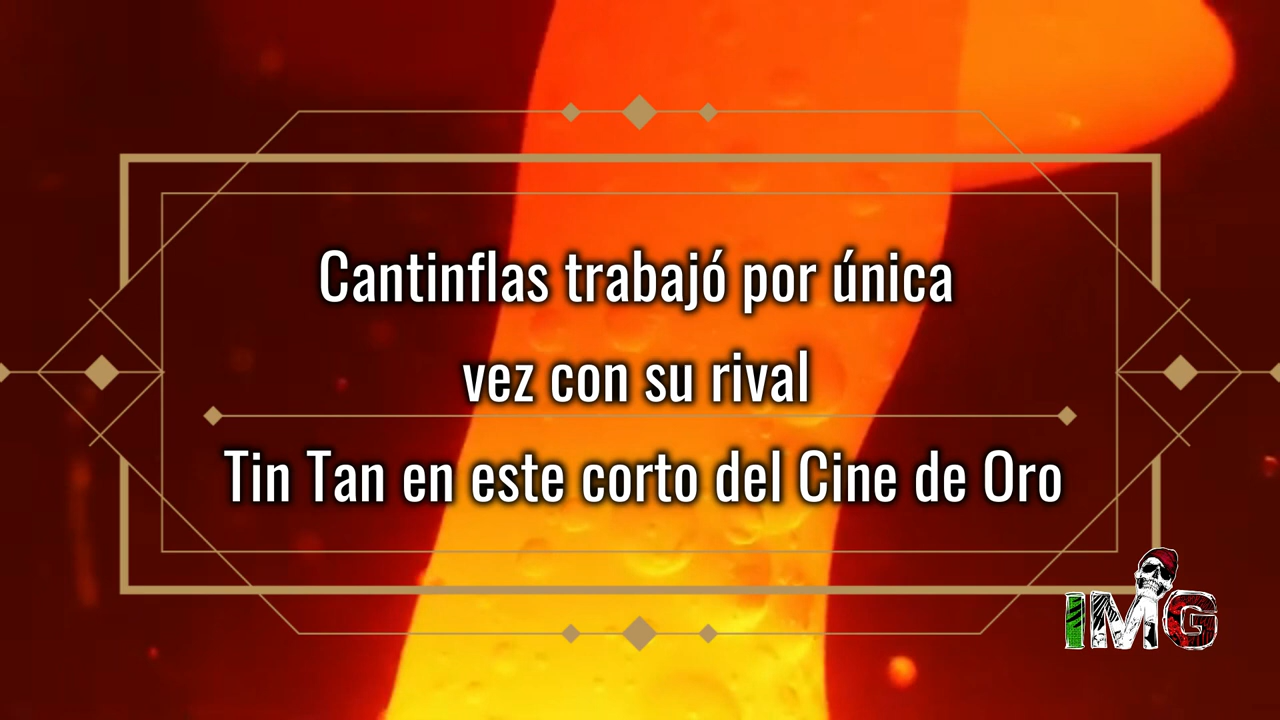 Cantinflas trabajó por única
vez con su rival
Tin Tan en este corto del Cine de Oro
IMG